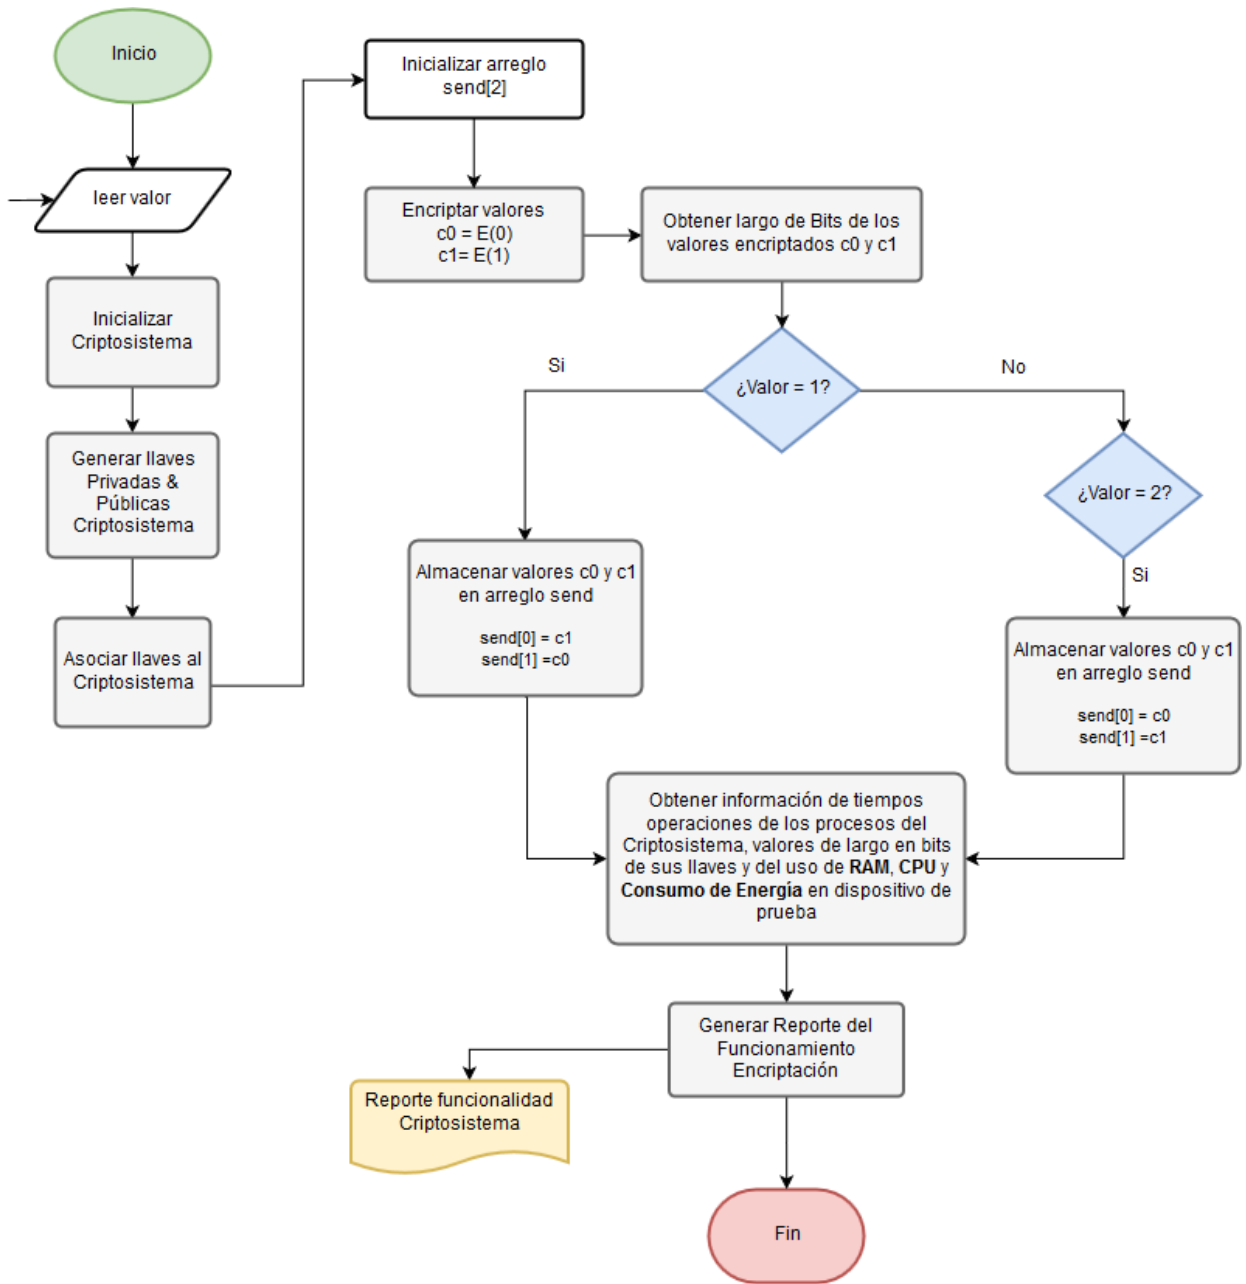 Inicio
leer valor
Inicializar
Criptosistema
Generar llaves
Privadas &
Públicas
Criptosistema
Asociar llaves al
Criptosistema
Inicializar arreglo
send[2]
Encriptar valores
c0 = E(0)
c1= E(1)
Obtener largo de Bits de los
valores encriptados c0 y c1
¿Valor = 1?
Si
No
¿Valor = 2?
Si
Almacenar valores c0 y c1
en arreglo send
send[0] = c1
send[1] =c0
Almacenar valores c0 y c1
en arreglo send
send[0] = c0
send[1] =c1
Obtener información de tiempos
operaciones de los procesos del
Criptosistema, valores de largo en bits
de sus llaves y del uso de RAM, CPU y
Consumo de Energía en dispositivo de
prueba
Generar Reporte del
Funcionamiento
Encriptación
Reporte funcionalidad
Criptosistema
Fin